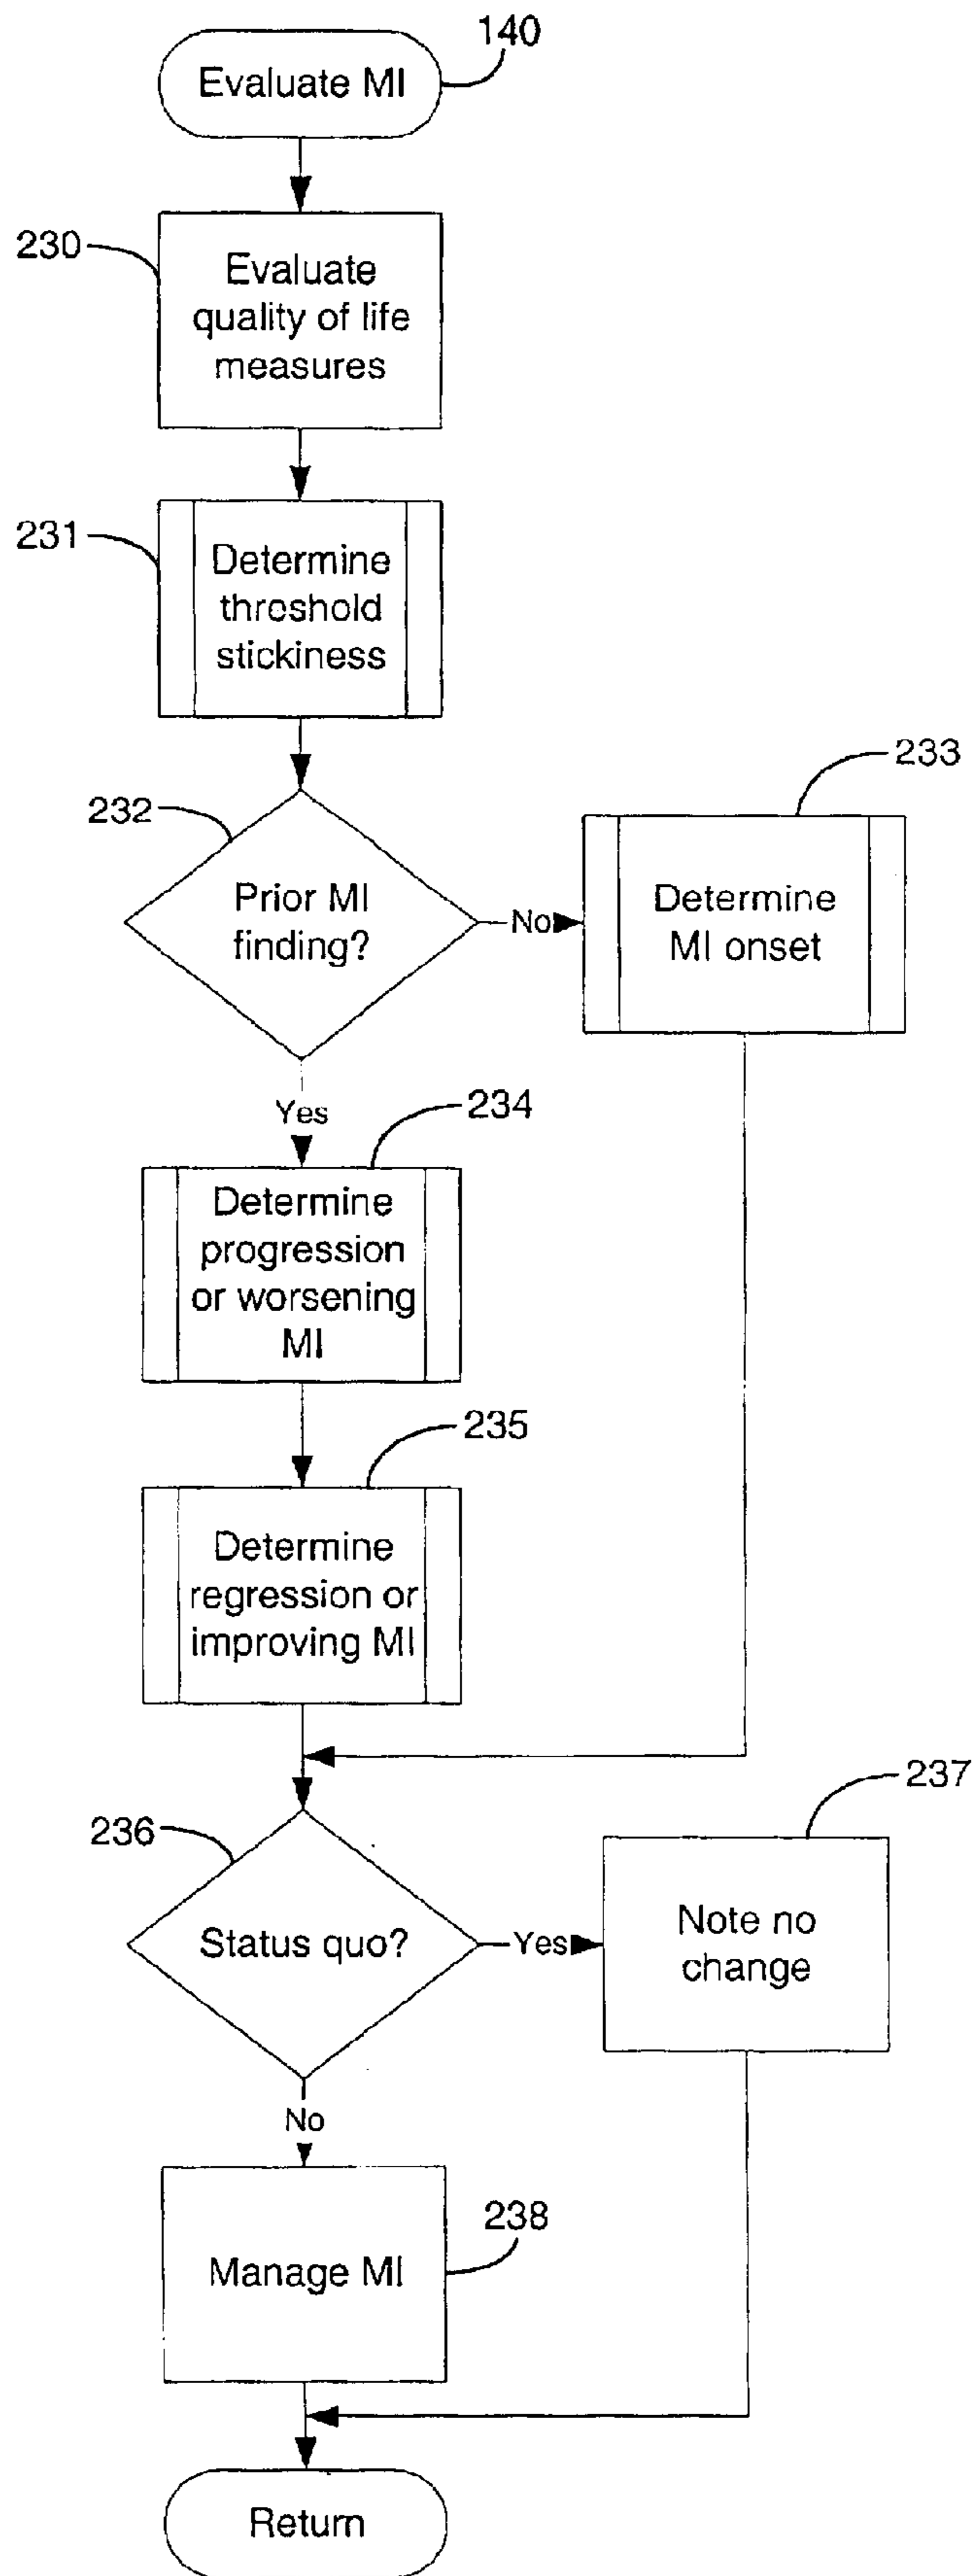 140
Evaluate MI
230
Evaluate
quality of life
measures
231
Determine
threshold
stickiness
232
Prior MI
finding?
No
233
Determine
MI onset
Yes
234
Determine
progression
or worsening
MI
235
Determine
regression or
improving MI
236
Status quo?
Yes
237
Note no
change
No
238
Manage MI
Return